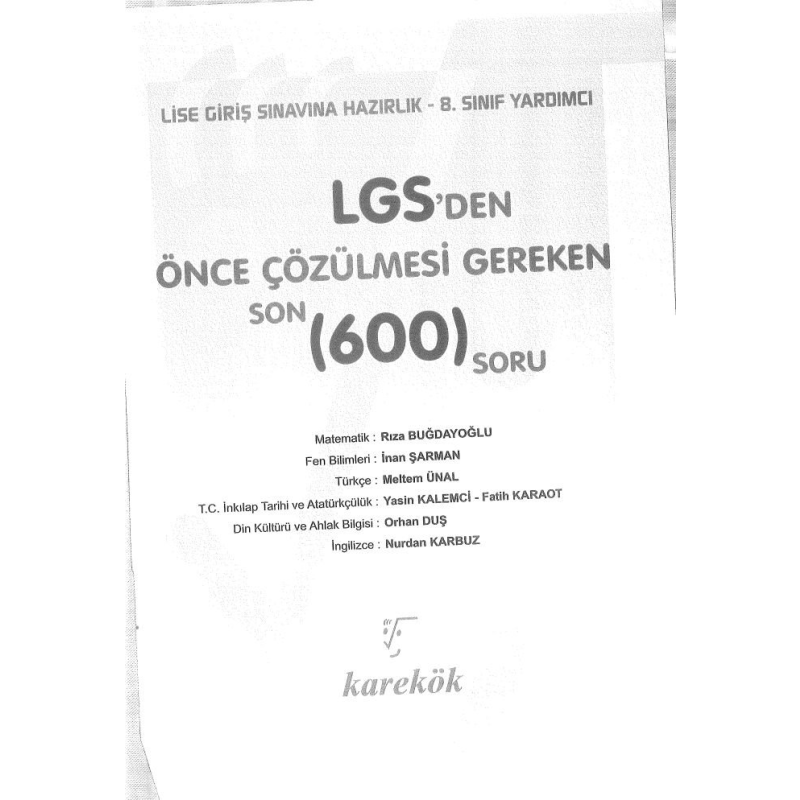 LİSE GİRİŞ SINAVINA HAZIRLIK - 8. SINIF YARDIMCI
LGS'DEN
ÖNCE ÇÖZÜLMESİ GEREKEN
SON (600) SORU
Matematik : Rıza BUĞDAYOĞLU
Fen Bilimleri : İnan ŞARMAN
Türkçe : Meltem ÜNAL
T.C. İnkılap Tarihi ve Atatürkçülük : Yasin KALEMCİ - Fatih KARAOT
Din Kültürü ve Ahlak Bilgisi : Orhan DUŞ
İngilizce : Nurdan KARBUZ
karekök